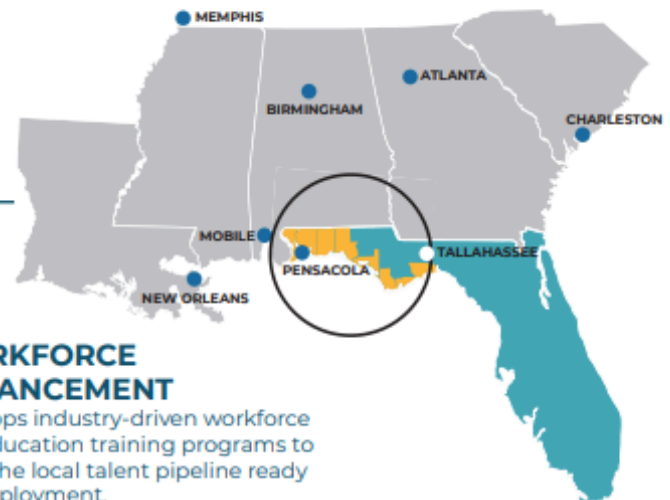 MEMPHIS
ATLANTA
BIRMINGHAM
CHARLESTON
MOBILE
TALLAHASSEE
PENSACOLA
NEW ORLEANS
RKFORCE
ANCEMENT
ops industry-driven workforce
ducation training programs to
he local talent pipeline ready
ployment.